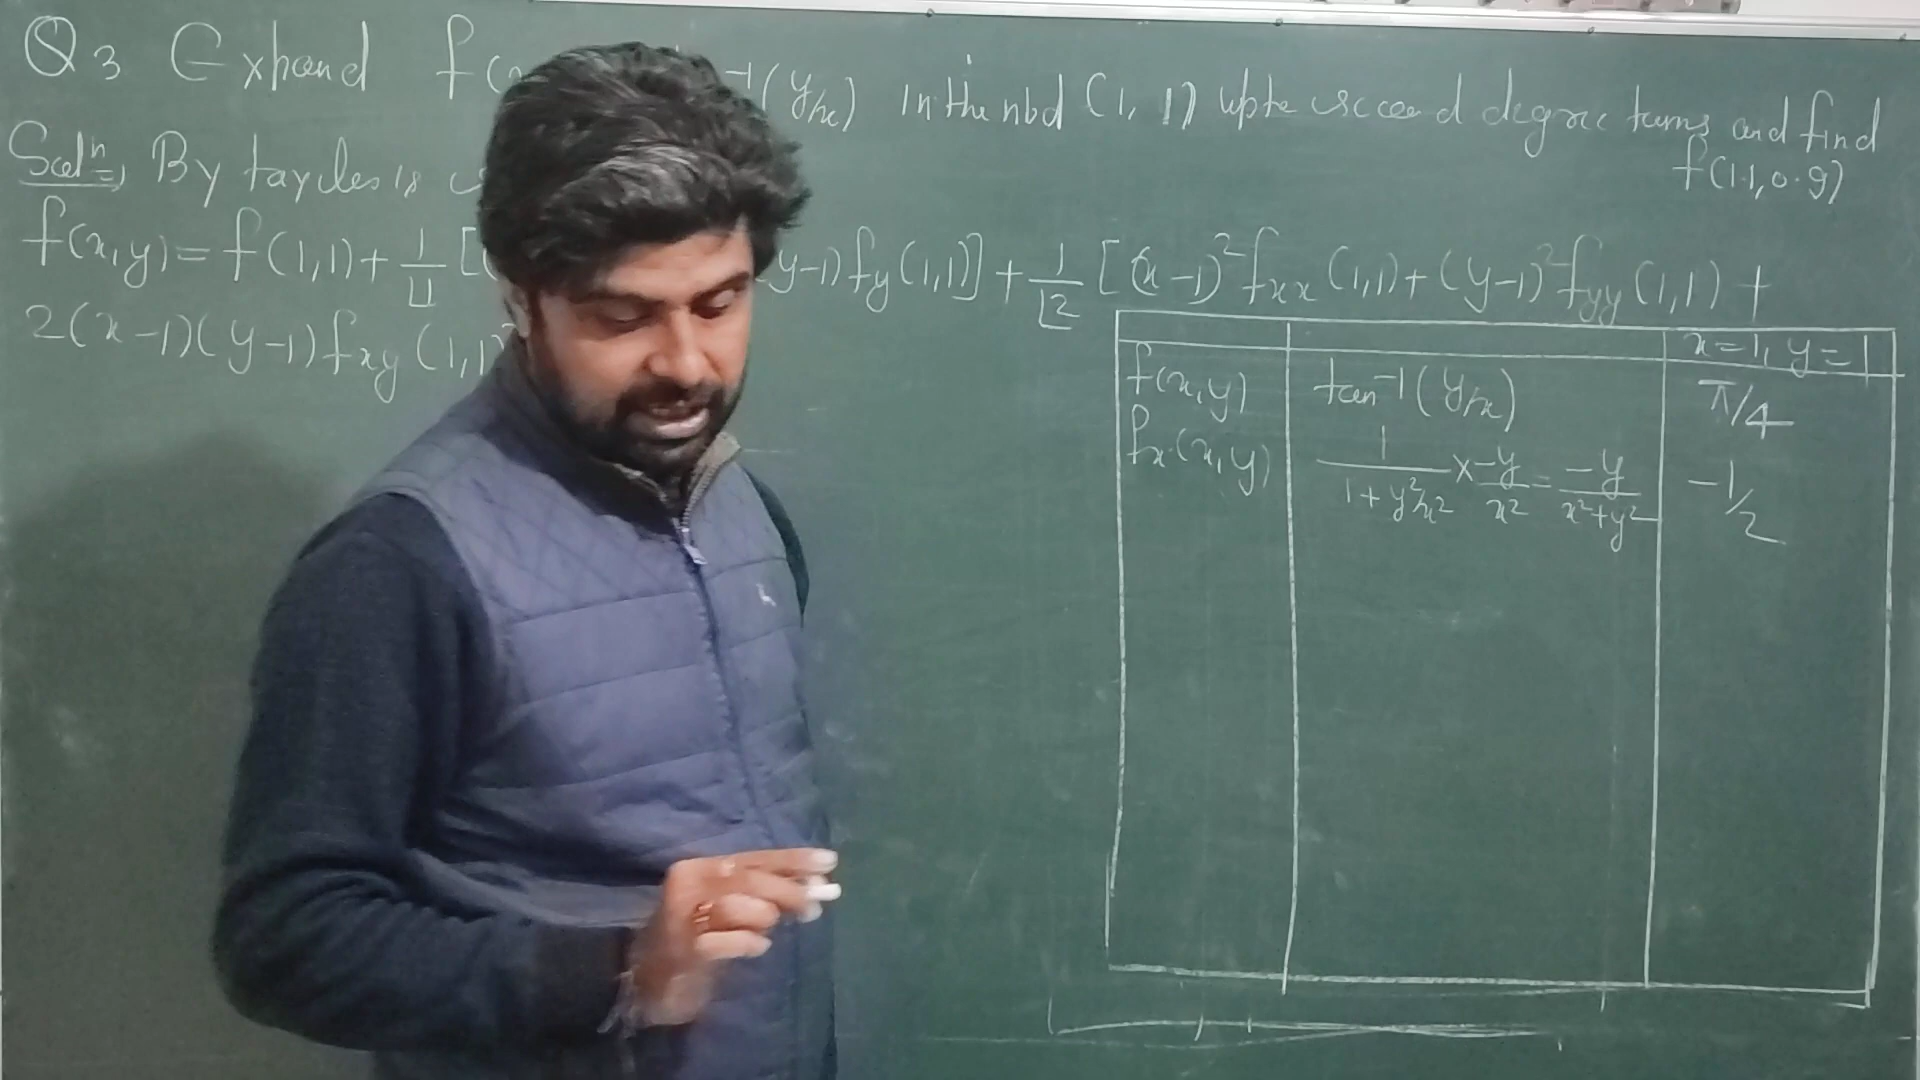 Q3 Expand f( -1(y/x) in the nbd (1, 1) upto second degree terms and find
f(1.1, 0.9)
Solⁿ= By taylors
f(x,y) = f(1,1) + 1/⌊1 [ y-1) fy (1,1)] + 1/⌊2 [(x-1)² fxx (1,1) + (y-1)² fyy (1,1) +
2(x-1)(y-1) fxy (1,1
x=1, y=1
f(x,y) tan⁻¹(y/x) π/4
fx(x,y) 1/(1+y²/x²) × -y/x² = -y/(x²+y²) -1/2